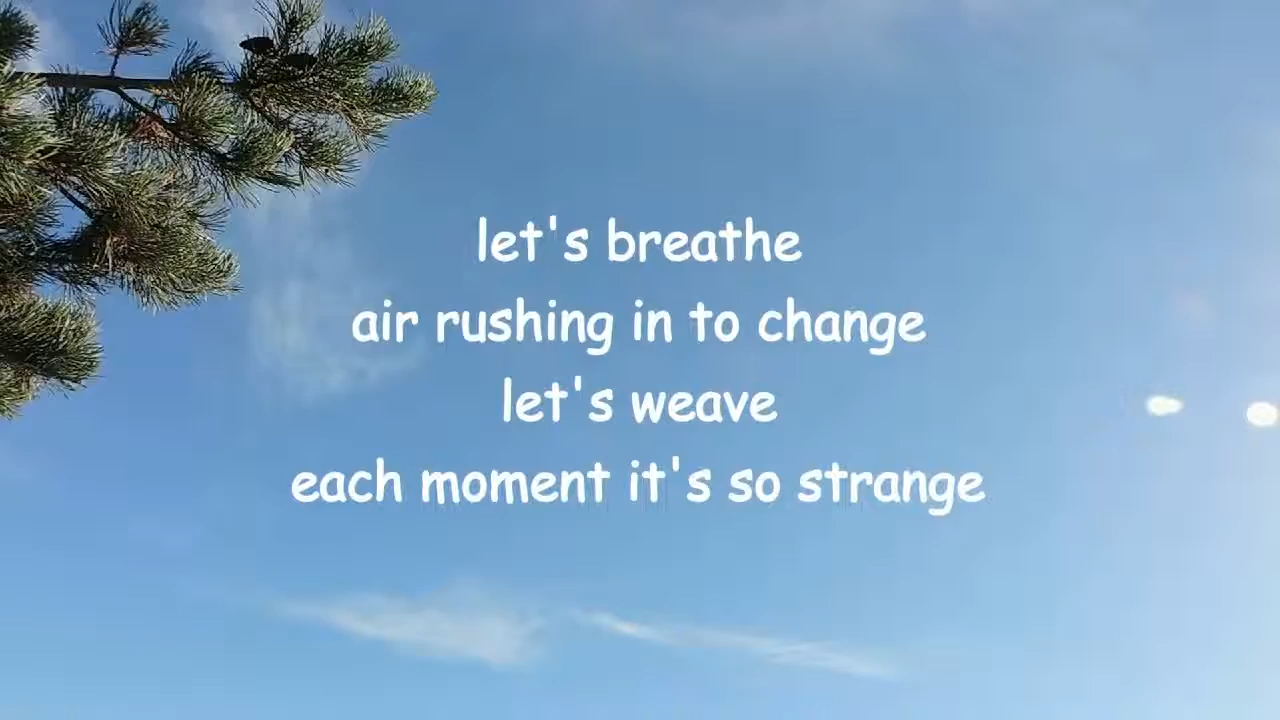 let's breathe
air rushing in to change
let's weave
each moment it's so strange